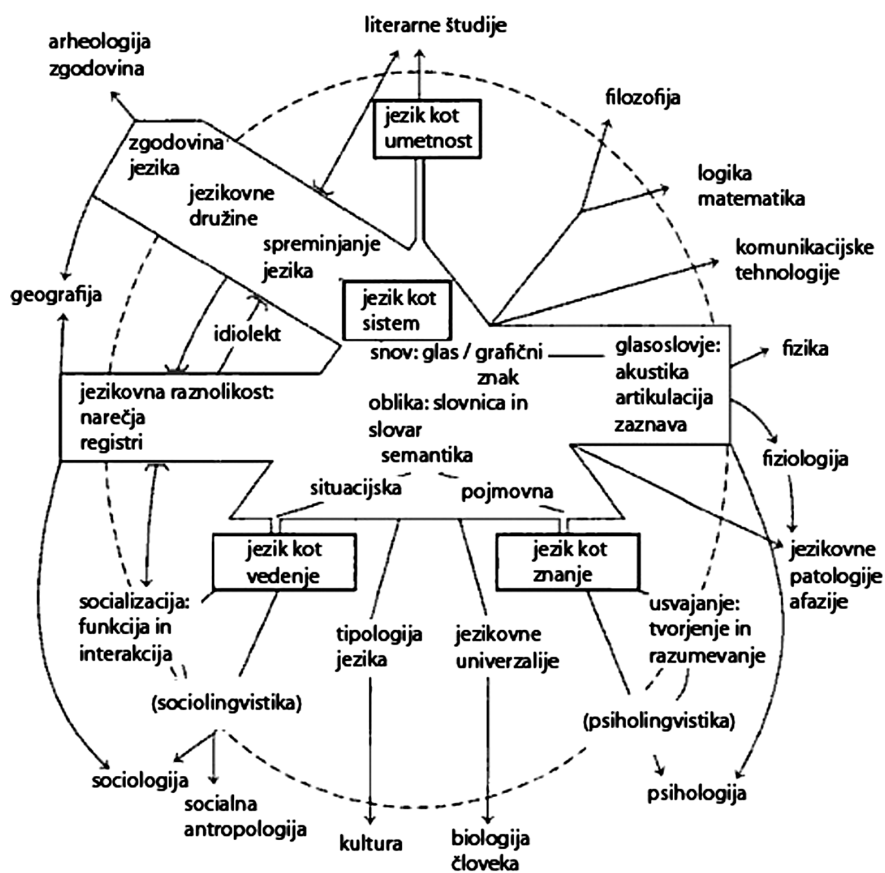 literarne študije
arheologija
zgodovina
filozofija
jezik kot
umetnost
zgodovina
jezika
logika
matematika
jezikovne
družine
spreminjanje
jezika
komunikacijske
tehnologije
geografija
jezik kot
sistem
idiolekt
snov: glas / grafični
znak
glasoslovje:
akustika
artikulacija
zaznava
fizika
jezikovna raznolikost:
narečja
registri
oblika: slovnica in
slovar
semantika
fiziologija
situacijska
pojmovna
jezik kot
vedenje
jezik kot
znanje
jezikovne
patologije
afazije
socializacija:
funkcija in
interakcija
tipologija
jezika
jezikovne
univerzalije
usvajanje:
tvorjenje in
razumevanje
(sociolingvistika)
(psiholingvistika)
sociologija
socialna
antropologija
kultura
biologija
človeka
psihologija